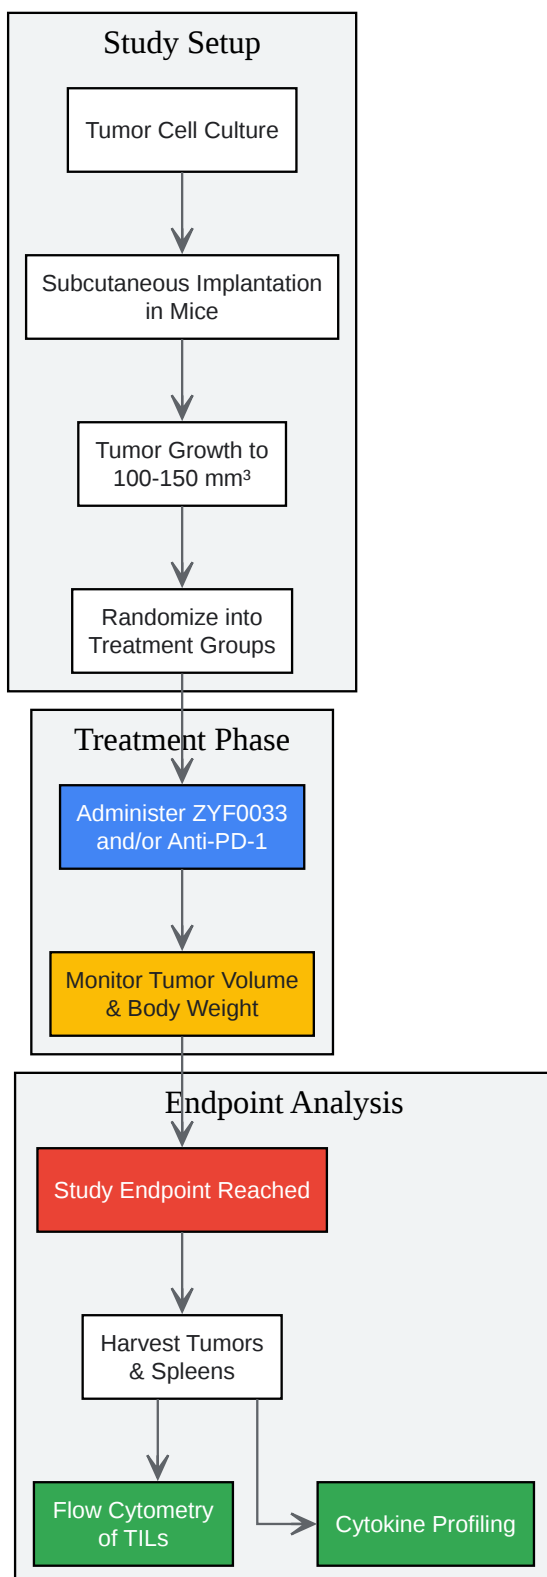 Study Setup
Tumor Cell Culture
Subcutaneous Implantation
in Mice
Tumor Growth to
100-150 mm³
Randomize into
Treatment Groups
Treatment Phase
Administer ZYF0033
and/or Anti-PD-1
Monitor Tumor Volume
& Body Weight
Endpoint Analysis
Study Endpoint Reached
Harvest Tumors
& Spleens
Flow Cytometry
of TILs
Cytokine Profiling